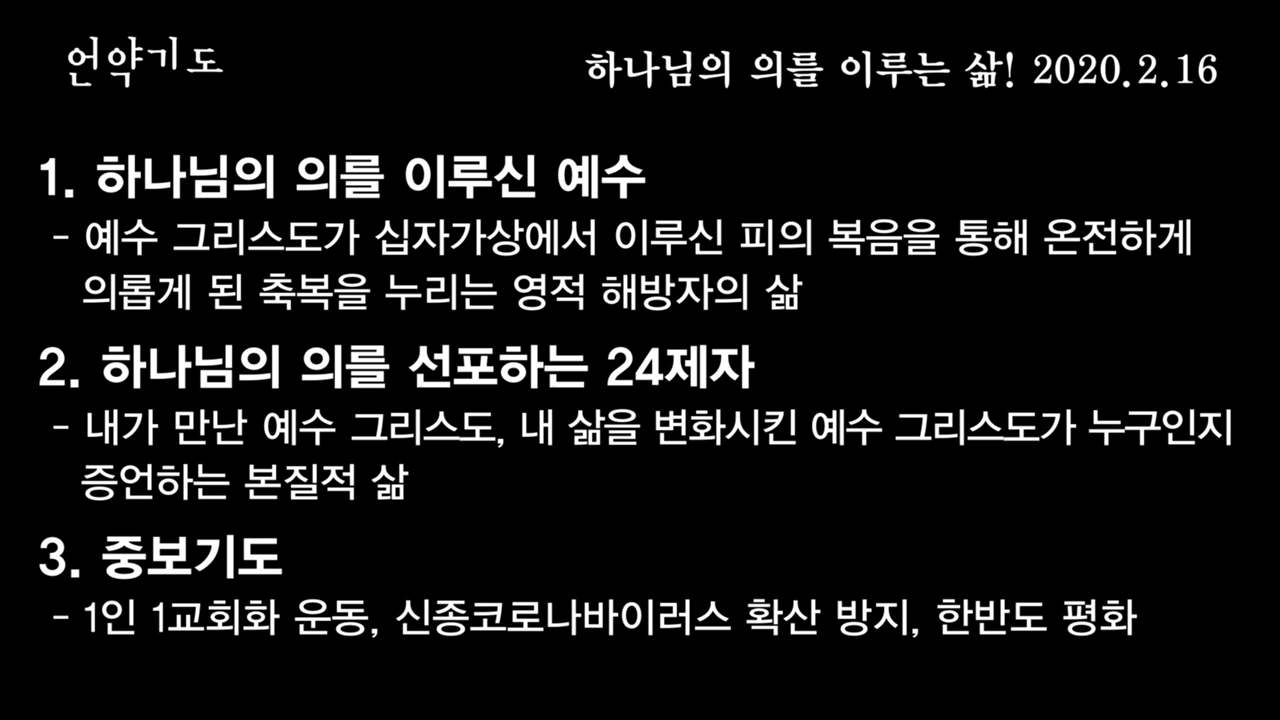 언약기도
하나님의 의를 이루는 삶! 2020.2.16
1. 하나님의 의를 이루신 예수
- 예수 그리스도가 십자가상에서 이루신 피의 복음을 통해 온전하게
의롭게 된 축복을 누리는 영적 해방자의 삶
2. 하나님의 의를 선포하는 24제자
- 내가 만난 예수 그리스도, 내 삶을 변화시킨 예수 그리스도가 누구인지
증언하는 본질적 삶
3. 중보기도
- 1인 1교회화 운동, 신종코로나바이러스 확산 방지, 한반도 평화